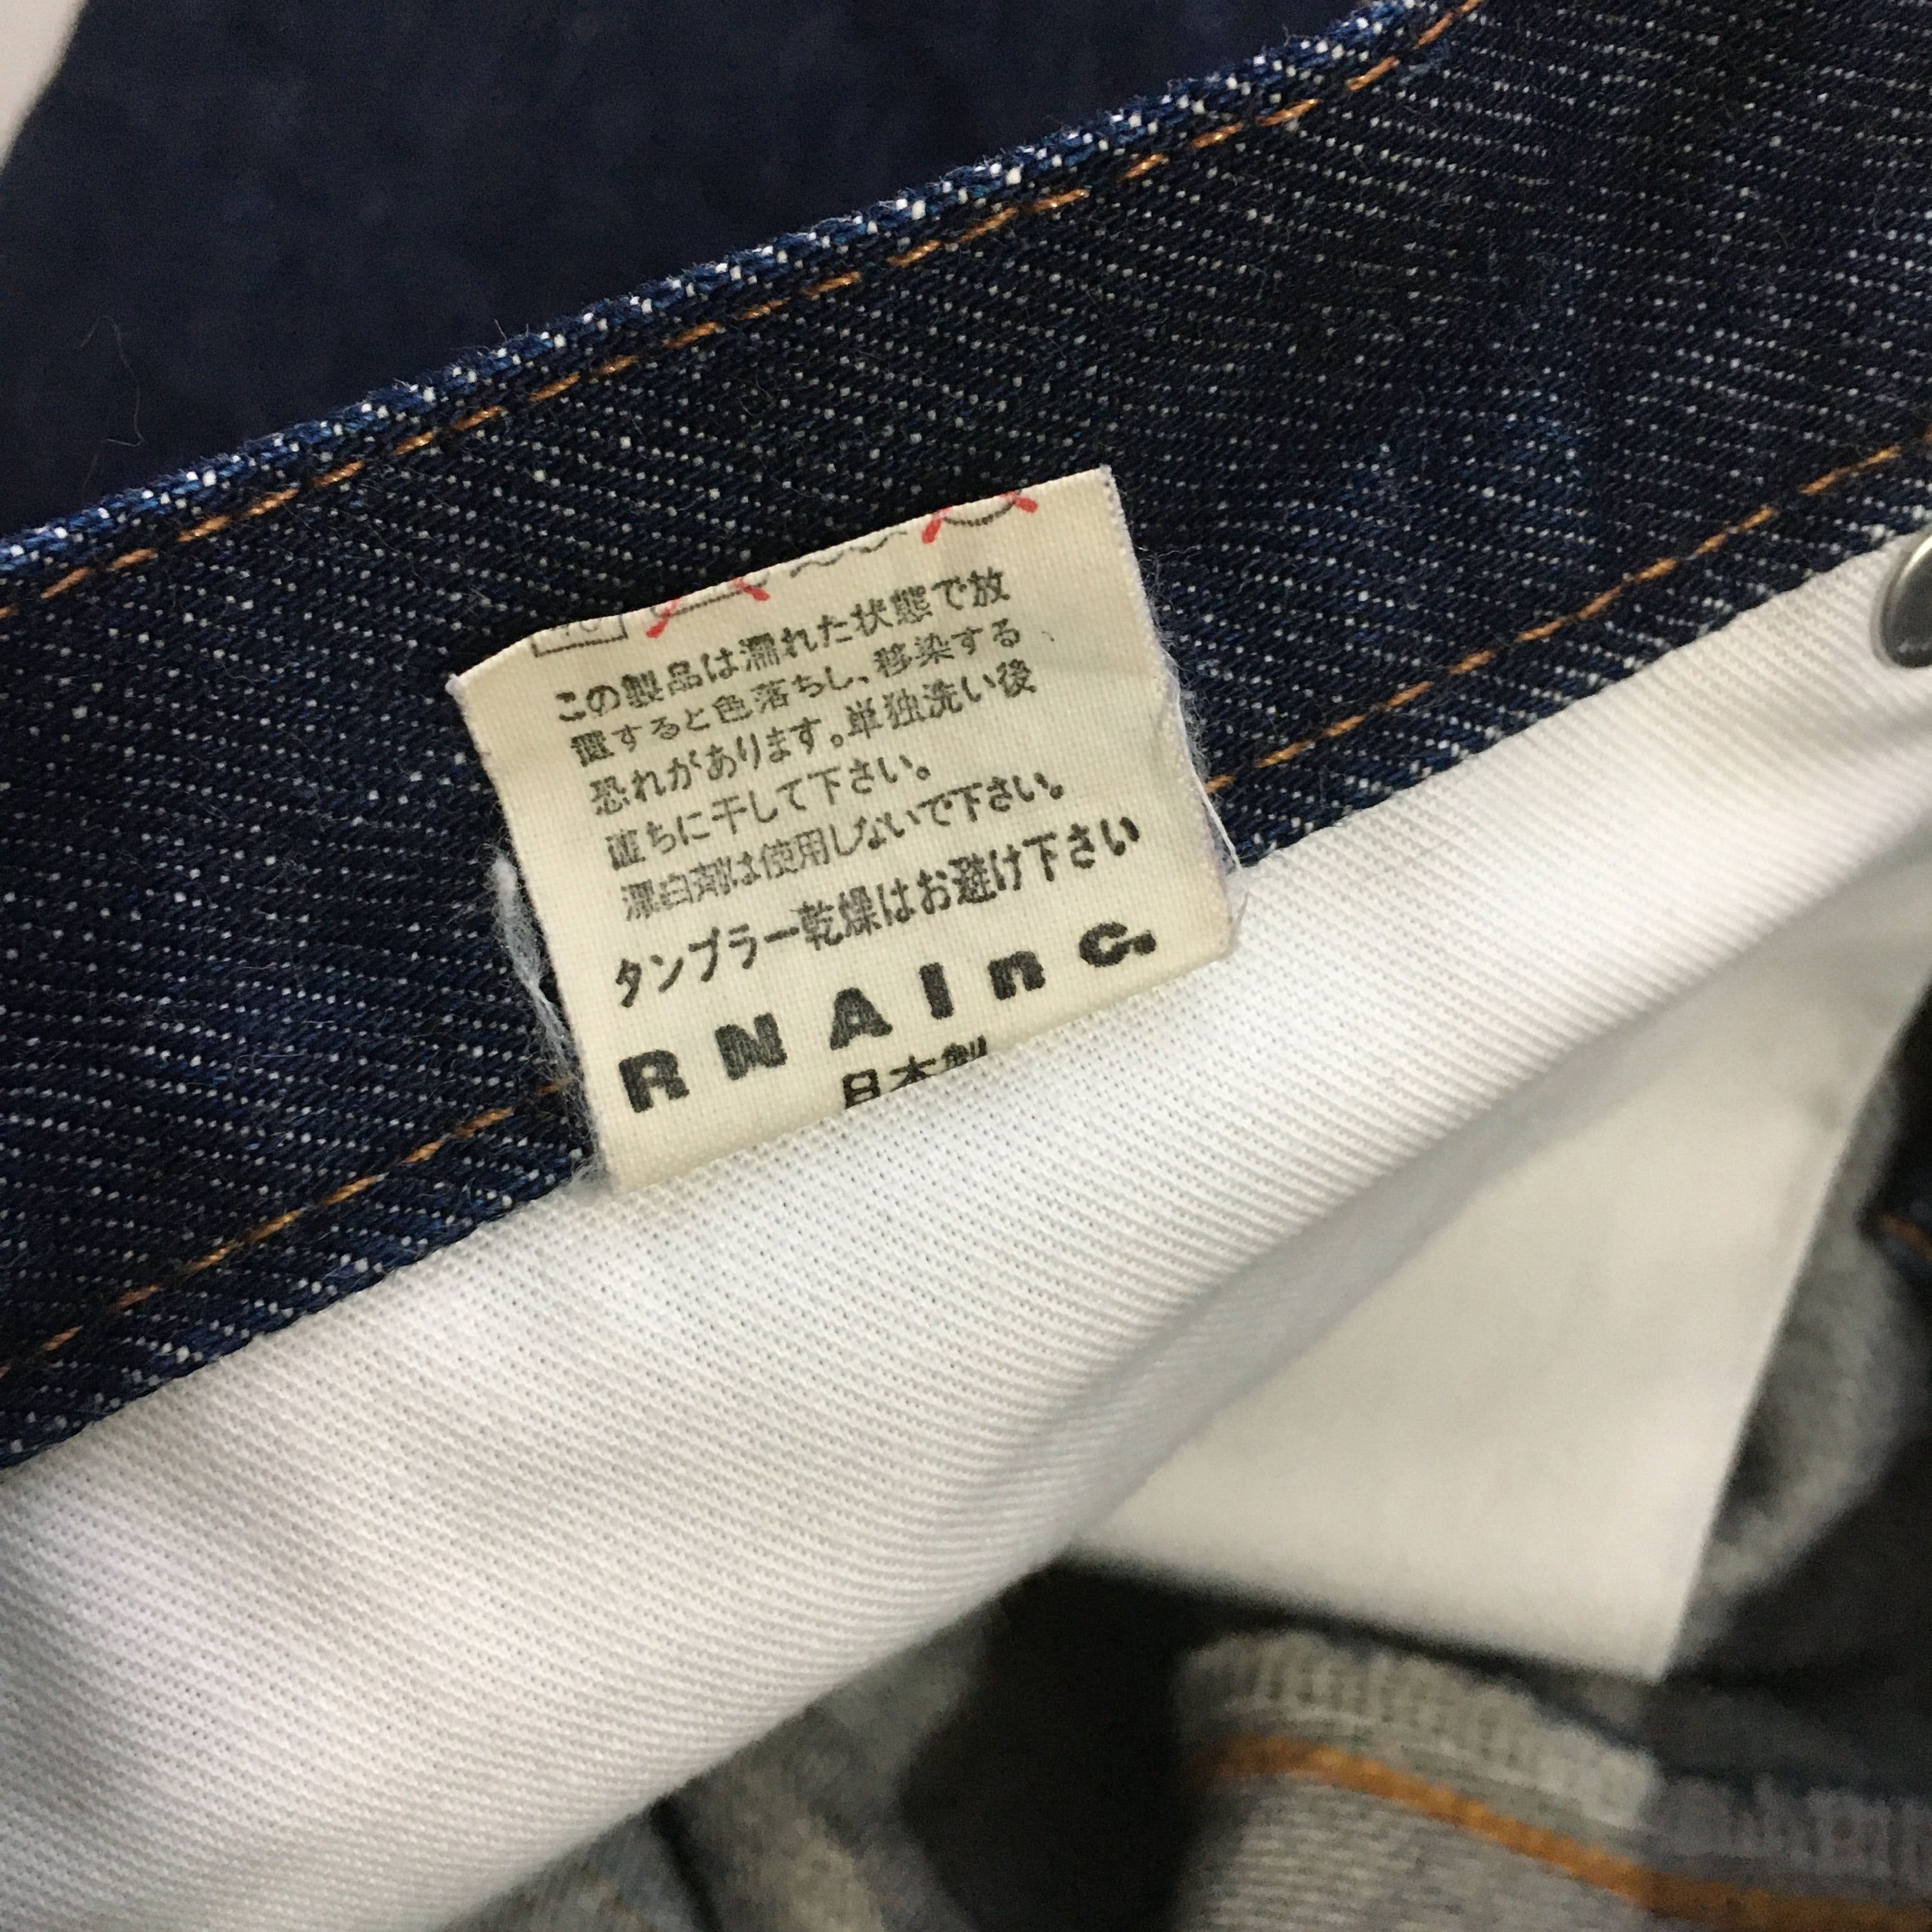 この製品は濡れた状態で放
置すると色落ちし、移染する
恐れがあります。単独洗い後
直ちに干して下さい。
漂白剤は使用しないで下さい。
タンブラー乾燥はお避け下さい
RNAInc.
日本製